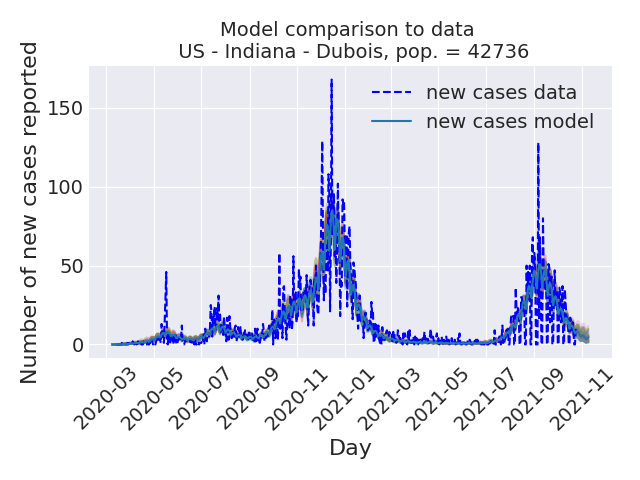 Model comparison to data
US - Indiana - Dubois, pop. = 42736
Number of new cases reported
150
100
50
0
new cases data
new cases model
2020-03
2020-05
2020-07
2020-09
2020-11
2021-01
2021-03
2021-05
2021-07
2021-09
2021-11
Day